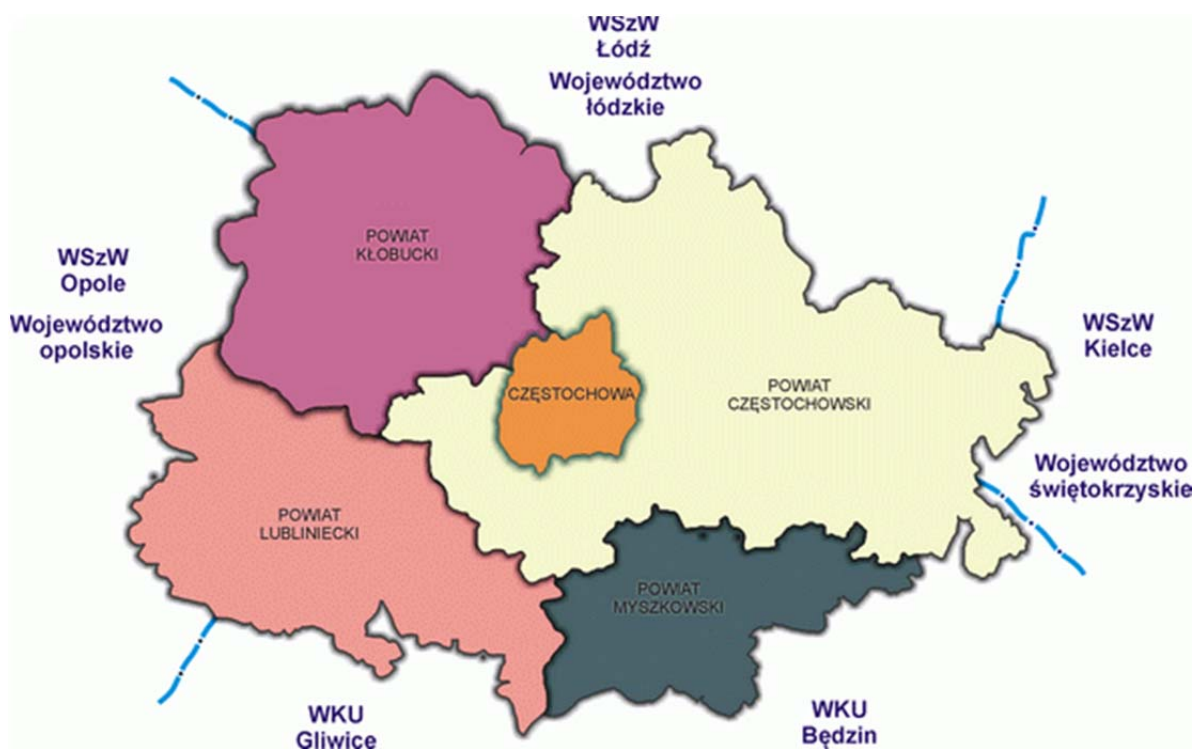 WSzW
Łódź
Województwo
łódzkie
POWIAT
KŁOBUCKI
WSzW
Opole
Województwo
opolskie
WSzW
Kielce
CZĘSTOCHOWA
POWIAT
CZĘSTOCHOWSKI
Województwo
świętokrzyskie
POWIAT
LUBLINIECKI
POWIAT
MYSZKOWSKI
WKU
Gliwice
WKU
Będzin